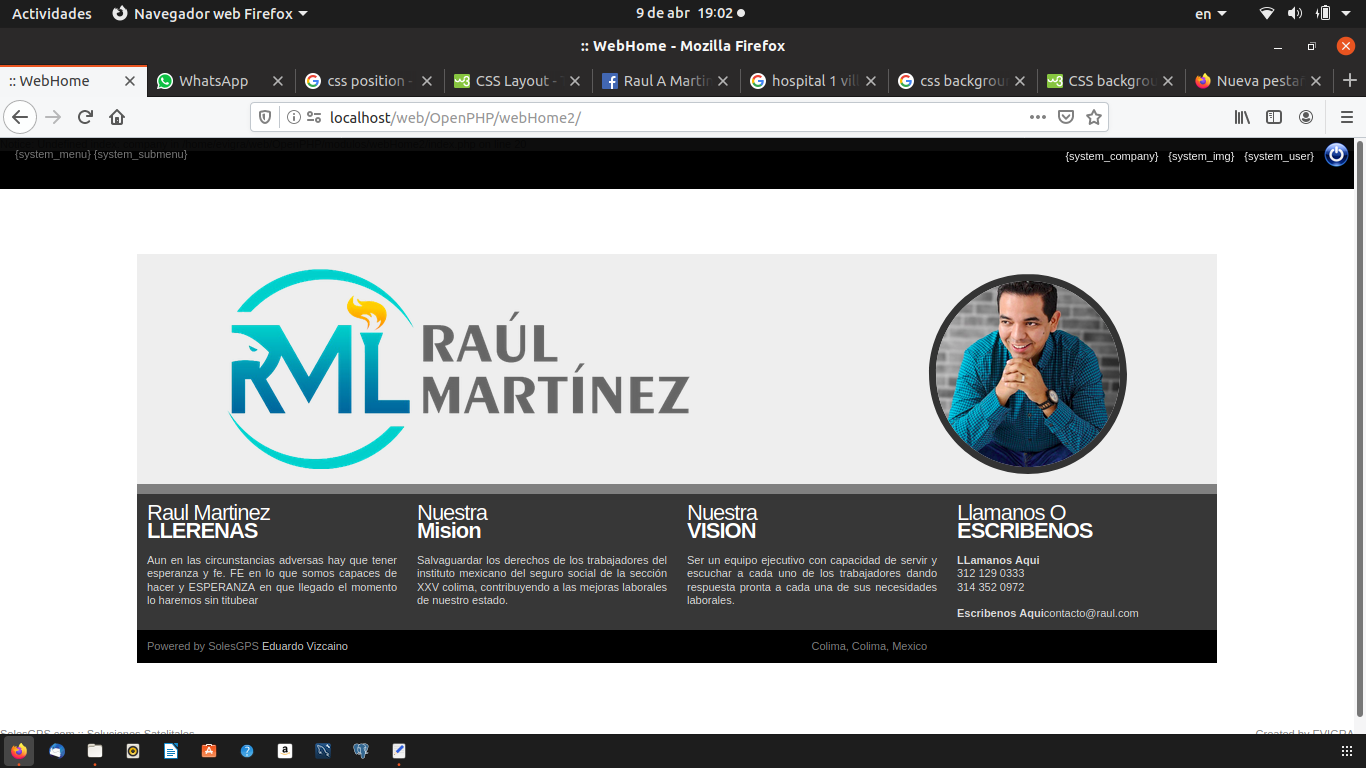 Actividades Navegador web Firefox 9 de abr 19:02 en
:: WebHome - Mozilla Firefox
:: WebHome WhatsApp css position - CSS Layout - Raul A Martin hospital 1 vill css backgroun CSS backgrou Nueva pestañ
localhost/web/OpenPHP/webHome2/
{system_menu} {system_submenu} {system_company} {system_img} {system_user}
RML
RAÚL
MARTÍNEZ
Raul Martinez
LLERENAS
Aun en las circunstancias adversas hay que tener
esperanza y fe. FE en lo que somos capaces de
hacer y ESPERANZA en que llegado el momento
lo haremos sin titubear
Nuestra
Mision
Salvaguardar los derechos de los trabajadores del
instituto mexicano del seguro social de la sección
XXV colima, contribuyendo a las mejoras laborales
de nuestro estado.
Nuestra
VISION
Ser un equipo ejecutivo con capacidad de servir y
escuchar a cada uno de los trabajadores dando
respuesta pronta a cada una de sus necesidades
laborales.
Llamanos O
ESCRIBENOS
LLamanos Aqui
312 129 0333
314 352 0972
Escribenos Aquicontacto@raul.com
Powered by SolesGPS Eduardo Vizcaino Colima, Colima, Mexico
SolesGPS.com :: Soluciones Satelitales Created by EVIGRA